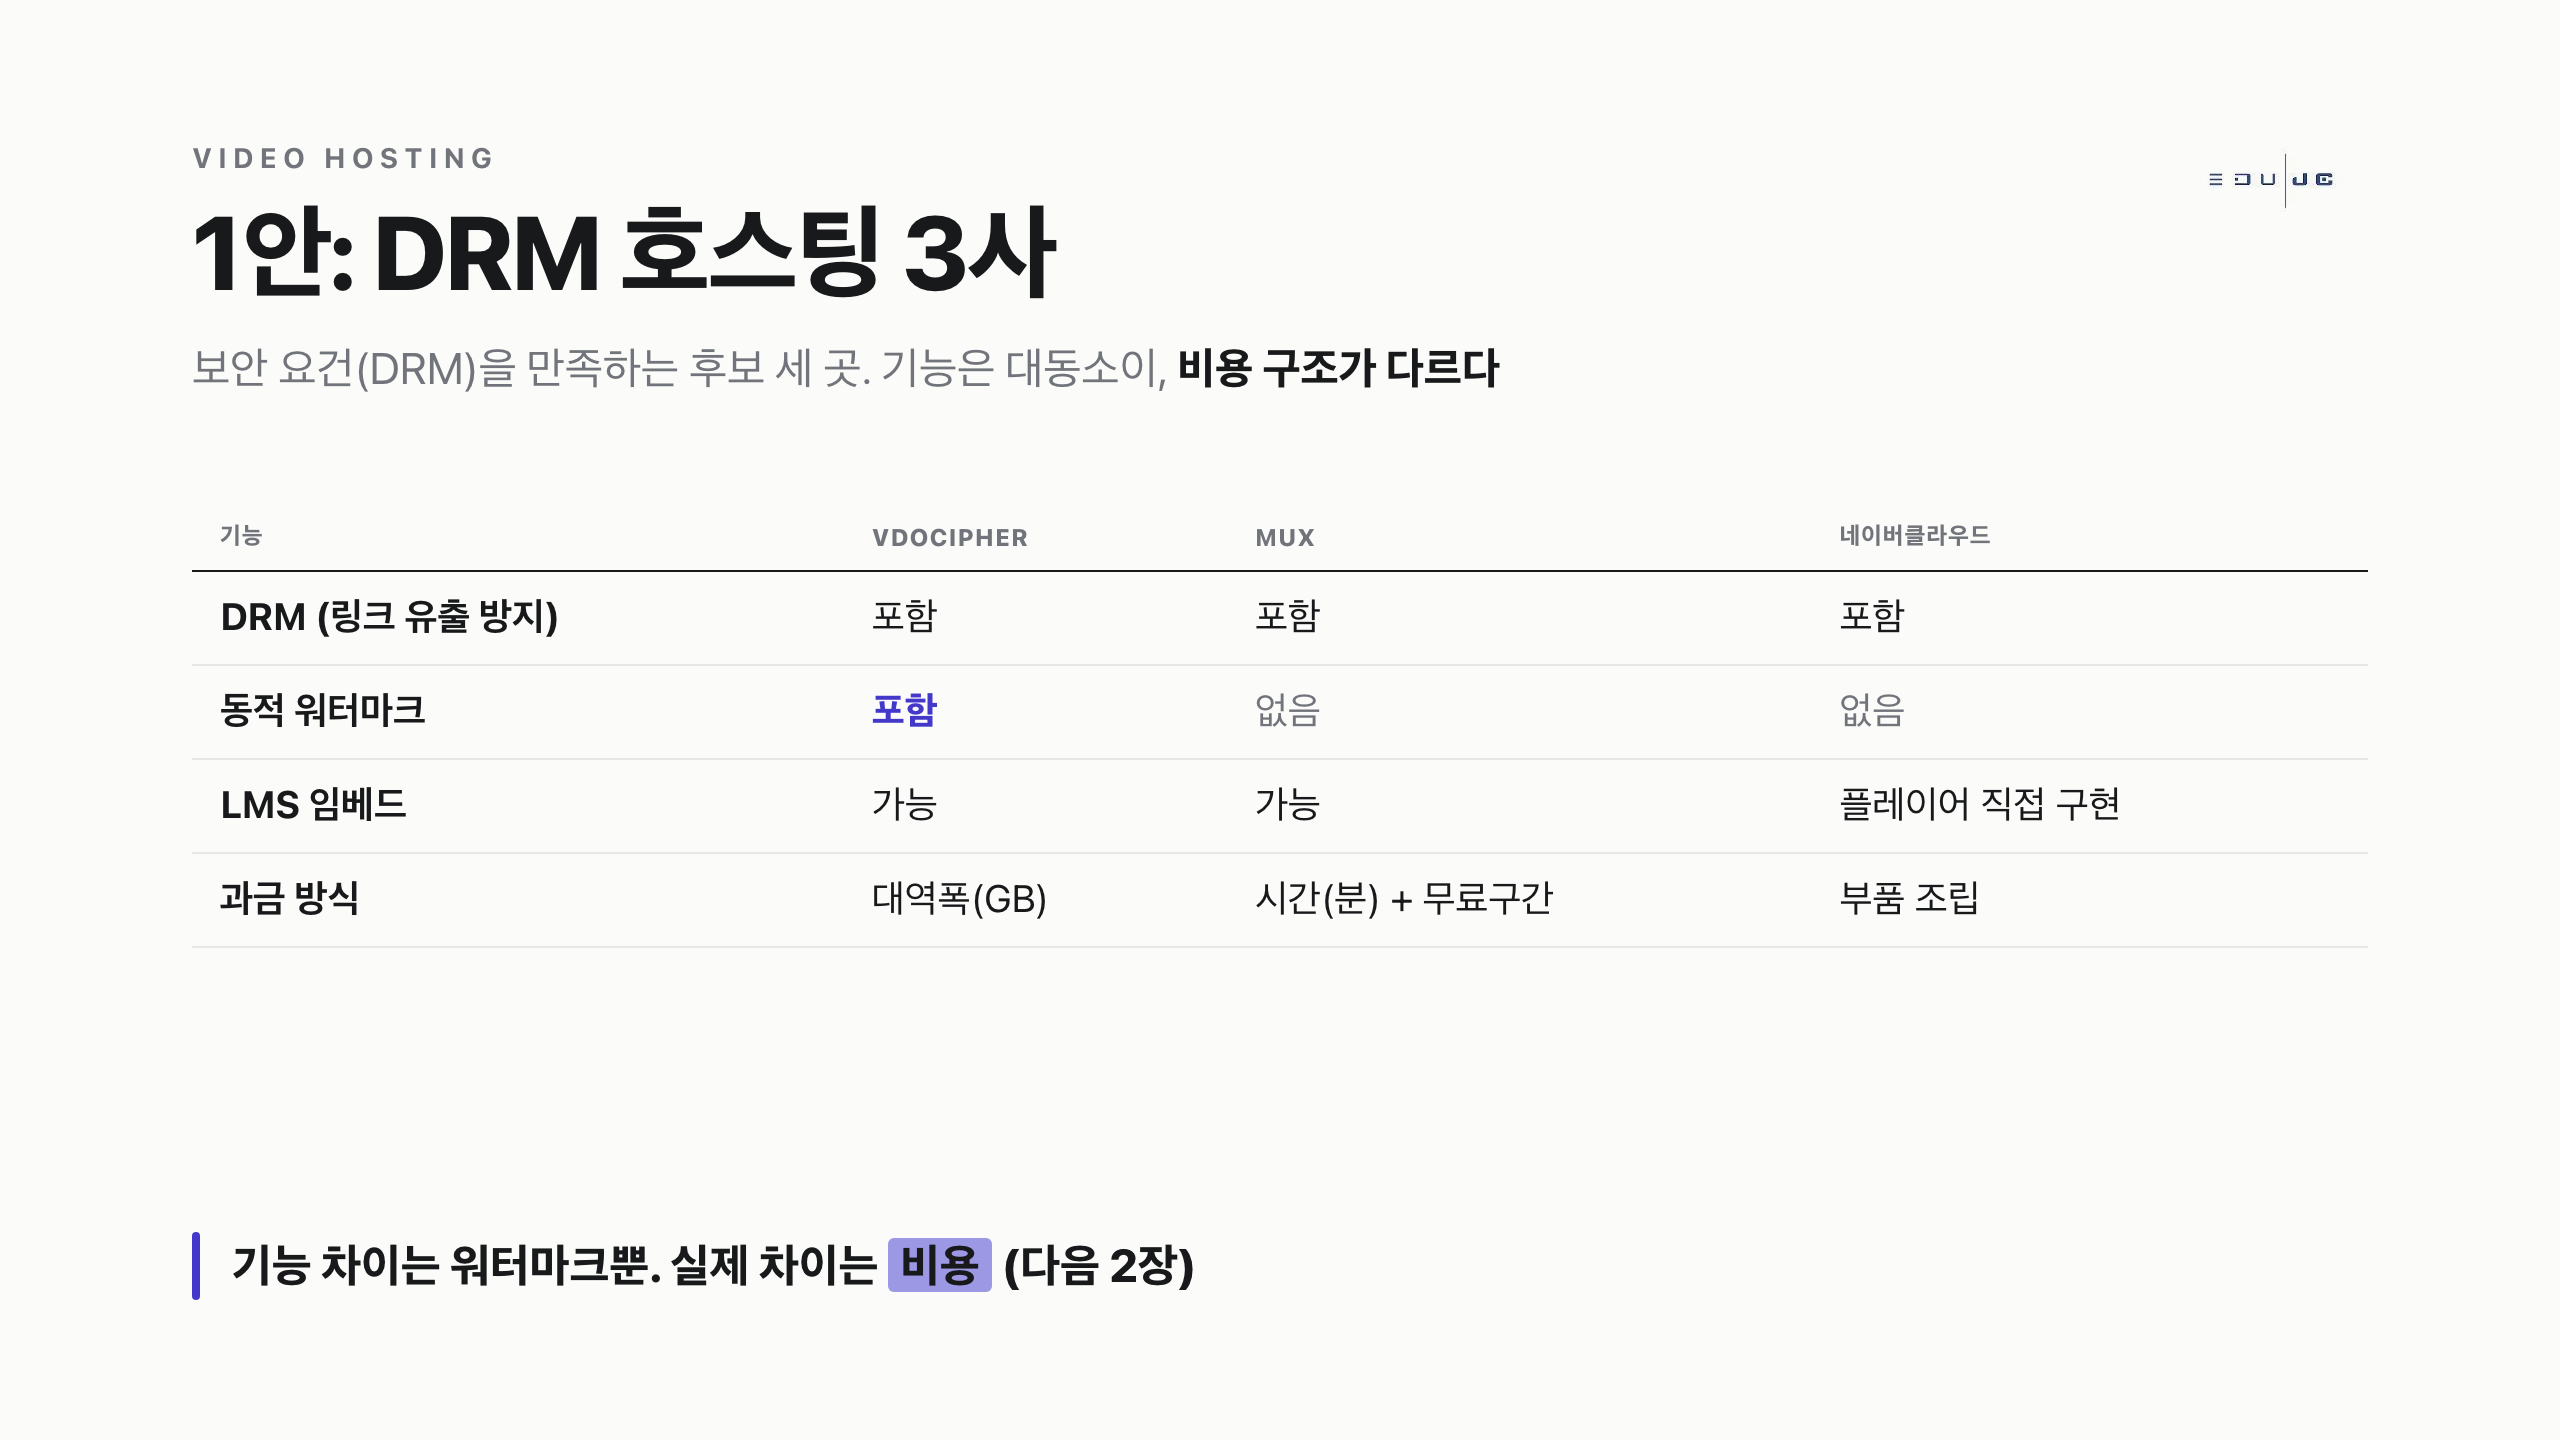 VIDEO HOSTING
EDU JC
1안: DRM 호스팅 3사
보안 요건(DRM)을 만족하는 후보 세 곳. 기능은 대동소이, 비용 구조가 다르다
기능 VDOCIPHER MUX 네이버클라우드
DRM (링크 유출 방지) 포함 포함 포함
동적 워터마크 포함 없음 없음
LMS 임베드 가능 가능 플레이어 직접 구현
과금 방식 대역폭(GB) 시간(분) + 무료구간 부품 조립
기능 차이는 워터마크뿐. 실제 차이는 비용 (다음 2장)